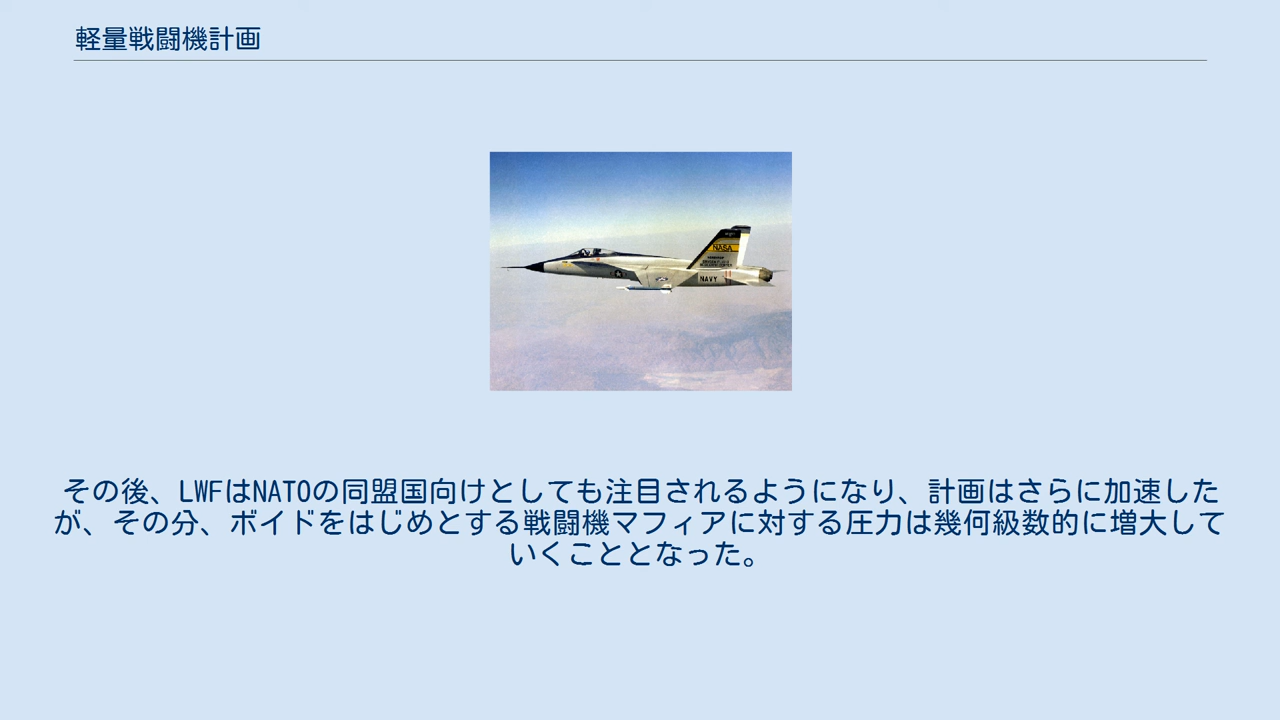 軽量戦闘機計画
NASA
NAVY
その後、LWFはNATOの同盟国向けとしても注目されるようになり、計画はさらに加速した
が、その分、ボイドをはじめとする戦闘機マフィアに対する圧力は幾何級数的に増大して
いくこととなった。